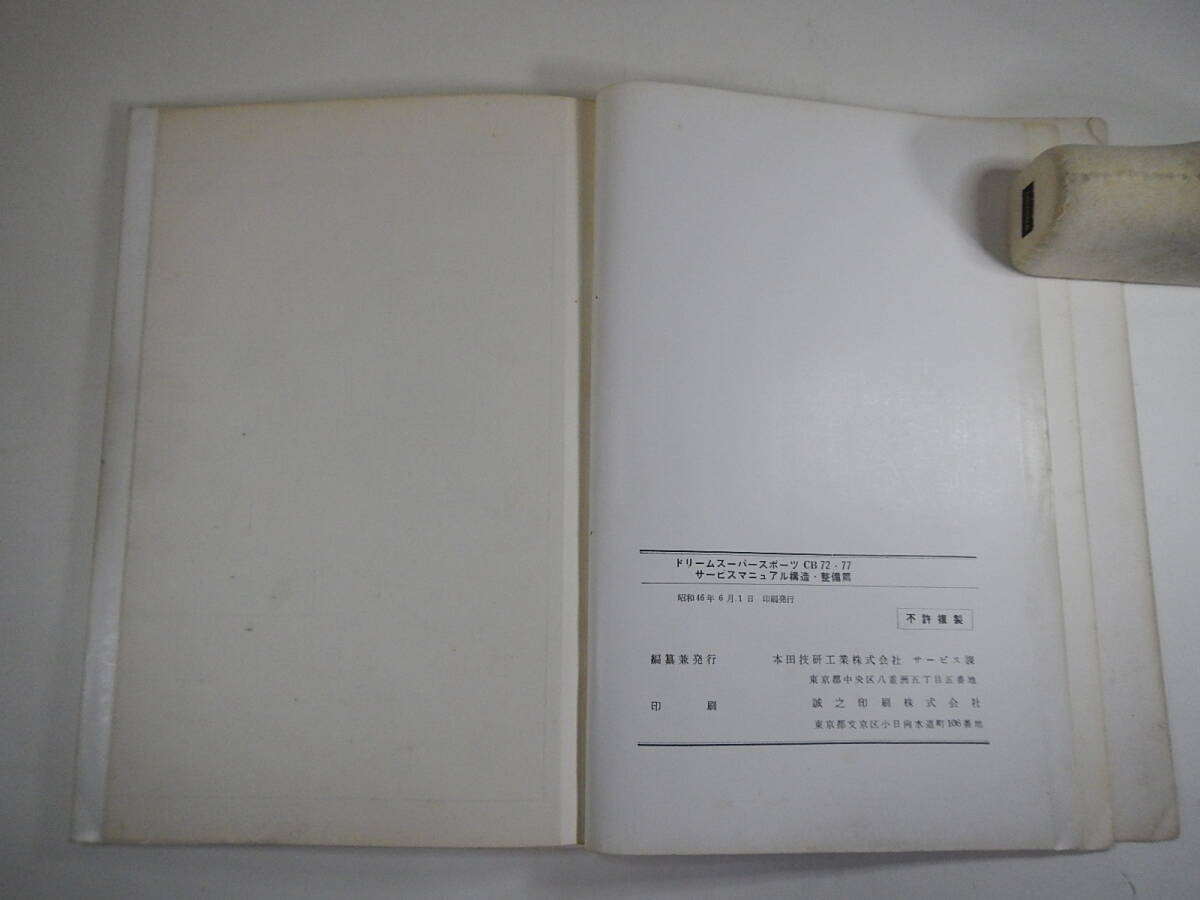 ドリームスーパースポーツ CB 72・77
サービスマニュアル構造・整備篇
昭和46年 6月.1日 印刷発行
不許複製
編纂兼発行 本田技研工業株式会社 サービス課
東京都中央区八重洲五丁目五番地
印刷 誠之印刷株式会社
東京都文京区小日向水道町106番地